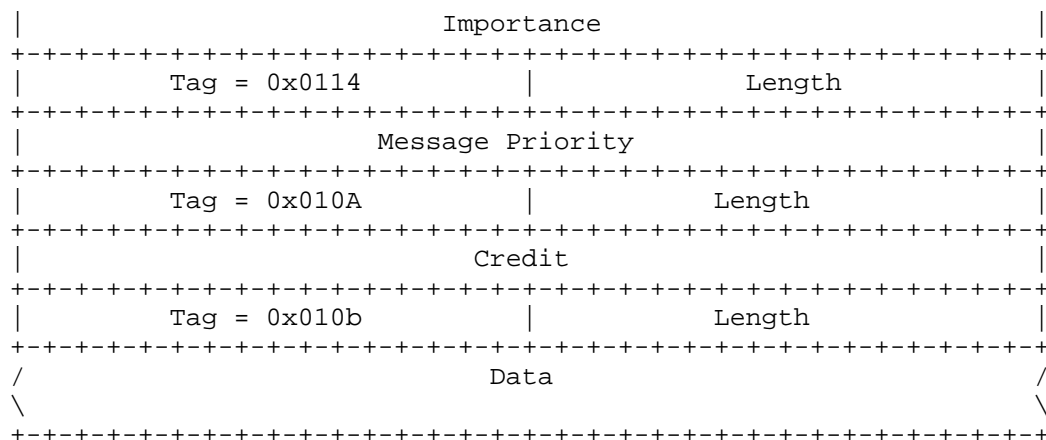 |                          Importance                           |
+-+-+-+-+-+-+-+-+-+-+-+-+-+-+-+-+-+-+-+-+-+-+-+-+-+-+-+-+-+-+-+-+
|         Tag = 0x0114          |             Length            |
+-+-+-+-+-+-+-+-+-+-+-+-+-+-+-+-+-+-+-+-+-+-+-+-+-+-+-+-+-+-+-+-+
|                      Message Priority                         |
+-+-+-+-+-+-+-+-+-+-+-+-+-+-+-+-+-+-+-+-+-+-+-+-+-+-+-+-+-+-+-+-+
|         Tag = 0x010A          |           Length              |
+-+-+-+-+-+-+-+-+-+-+-+-+-+-+-+-+-+-+-+-+-+-+-+-+-+-+-+-+-+-+-+-+
|                            Credit                             |
+-+-+-+-+-+-+-+-+-+-+-+-+-+-+-+-+-+-+-+-+-+-+-+-+-+-+-+-+-+-+-+-+
|         Tag = 0x010b          |           Length              |
+-+-+-+-+-+-+-+-+-+-+-+-+-+-+-+-+-+-+-+-+-+-+-+-+-+-+-+-+-+-+-+-+
/                             Data                              /
\                                                               \
+-+-+-+-+-+-+-+-+-+-+-+-+-+-+-+-+-+-+-+-+-+-+-+-+-+-+-+-+-+-+-+-+